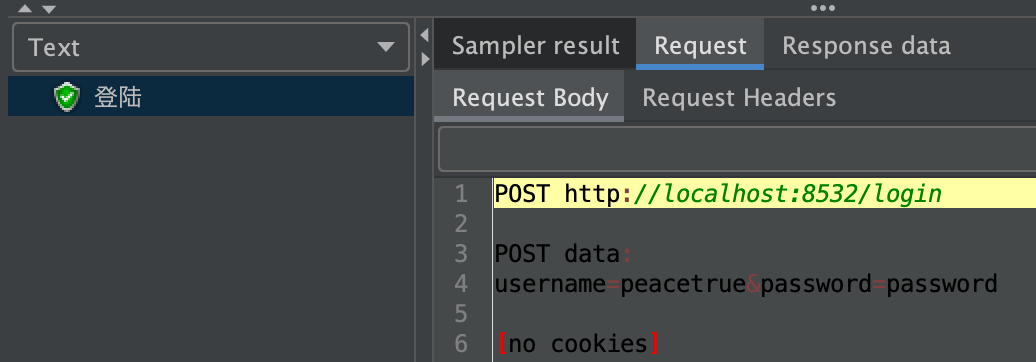 Text
登陆
Sampler result Request Response data
Request Body Request Headers
1 POST http://localhost:8532/login
2
3 POST data:
4 username=peacetrue&password=password
5
6 [no cookies]